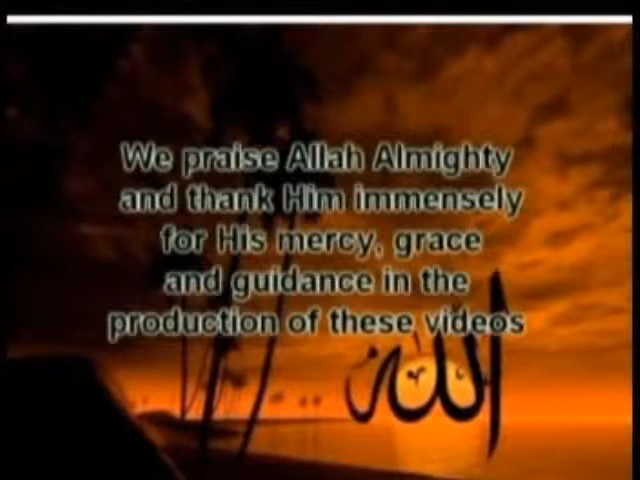 We praise Allah Almighty
and thank Him immensely
for His mercy, grace
and guidance in the
production of these videos
الله